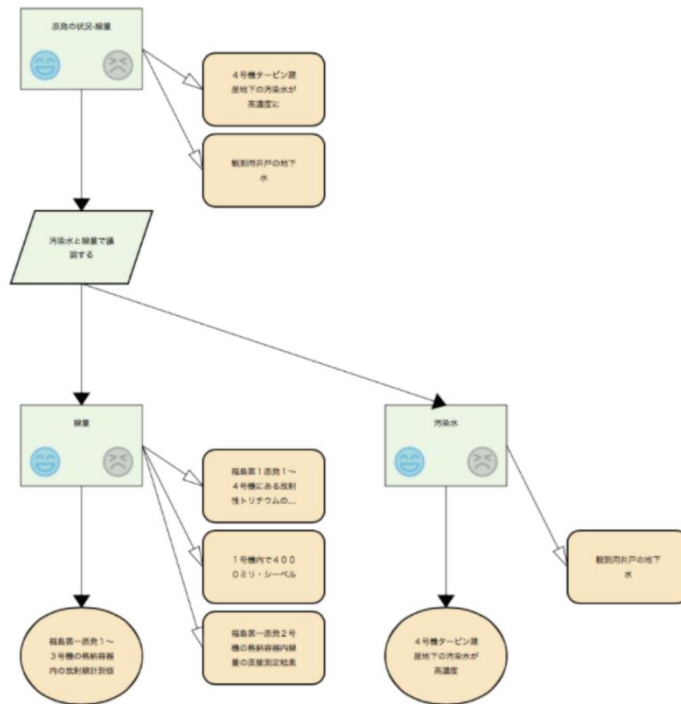 原発の状況-線量
4号機タービン建
屋地下の汚染水が
高濃度に
観測用井戸の地下
水
汚染水と線量で議
論する
線量
福島第1原発1〜
4号機にある放射
性トリチウムの...
1号機内で400
0ミリ・シーベル
福島第一原発2号
機の格納容器内線
量の直接測定結果
福島第一原発1〜
3号機の格納容器
内の放射線計測値
汚染水
観測用井戸の地下
水
4号機タービン建
屋地下の汚染水が
高濃度